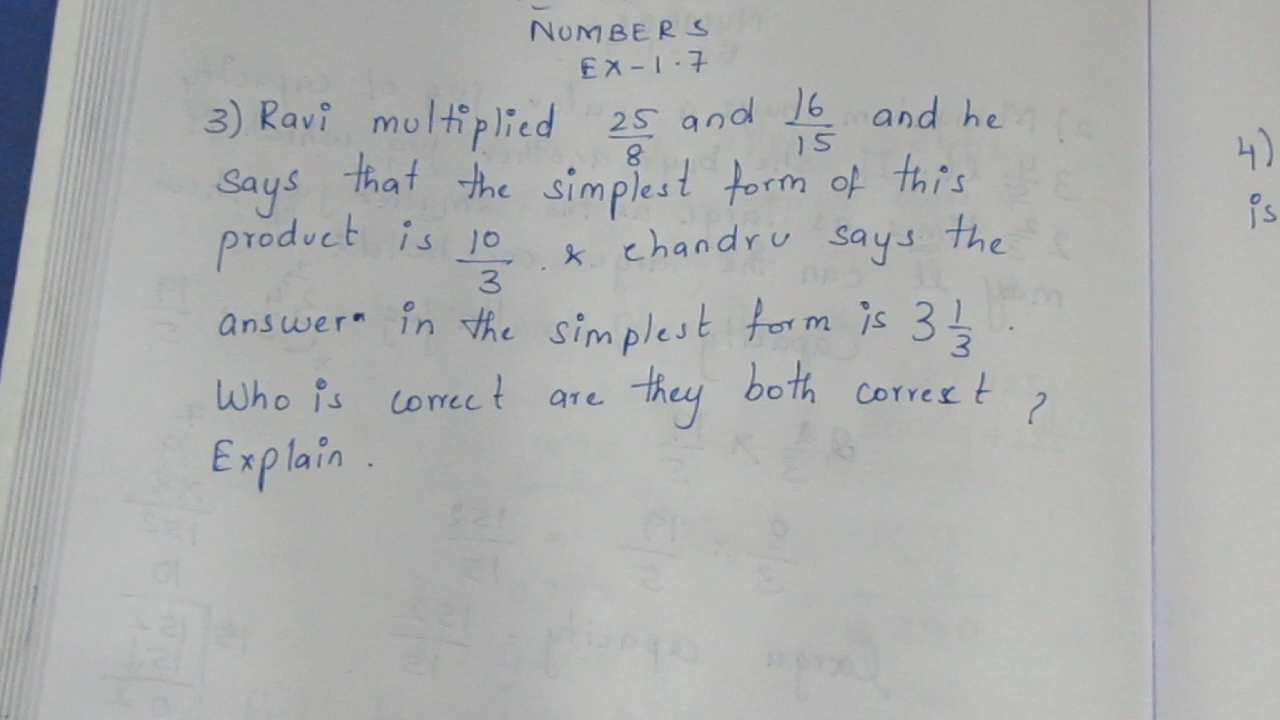 NUMBERS
EX-1.7
3) Ravi multiplied 25/8 and 16/15 and he
says that the simplest form of this
product is 10/3 . & chandru says the
answer in the simplest form is 3 1/3 .
Who is correct are they both correct ?
Explain .
4)
is